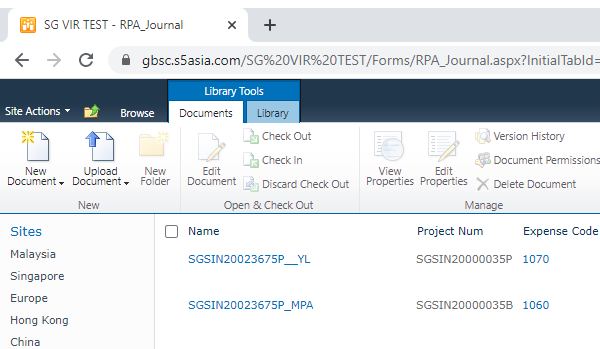 SG VIR TEST - RPA_Journal
gbsc.s5asia.com/SG%20VIR%20TEST/Forms/RPA_Journal.aspx?InitialTabId=
Library Tools
Site Actions Browse Documents Library
New Document
Upload Document
New Folder
New
Edit Document
Check Out
Check In
Discard Check Out
Open & Check Out
View Properties
Edit Properties
Version History
Document Permissions
Delete Document
Manage
Sites
Malaysia
Singapore
Europe
Hong Kong
China
Name Project Num Expense Code
SGSIN20023675P__YL SGSIN20000035P 1070
SGSIN20023675P_MPA SGSIN20000035B 1060